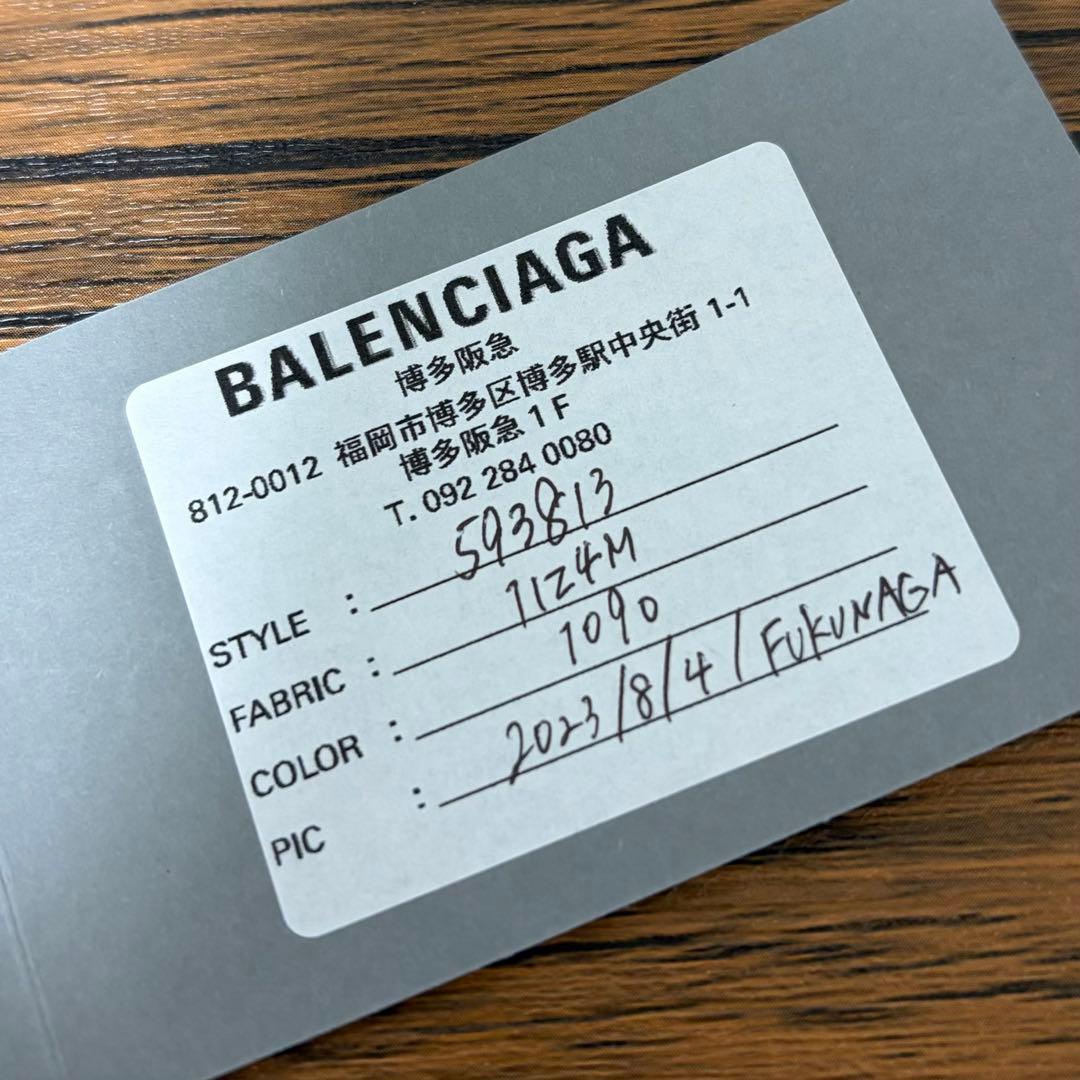 BALENCIAGA
博多阪急
812-0012 福岡市博多区博多駅中央街 1-1
博多阪急 1 F
T. 092 284 0080
STYLE : 593813
FABRIC : 1IZ4M
COLOR : 1090
PIC : 2023/8/4/FUKUNAGA